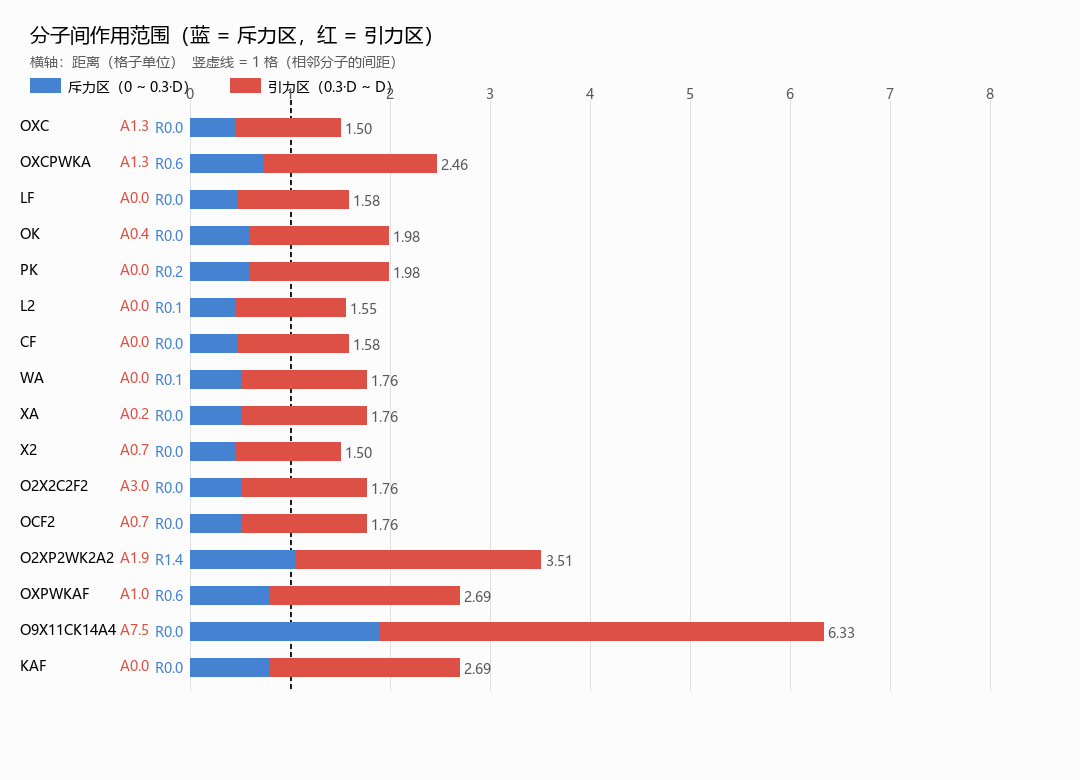 分子间作用范围（蓝 = 斥力区，红 = 引力区）
横轴：距离（格子单位） 竖虚线 = 1 格（相邻分子的间距）
斥力区（0 ~ 0.3·D） 引力区（0.3·D ~ D）
0 1 2 3 4 5 6 7 8
OXC A1.3 R0.0 1.50
OXCPWKA A1.3 R0.6 2.46
LF A0.0 R0.0 1.58
OK A0.4 R0.0 1.98
PK A0.0 R0.2 1.98
L2 A0.0 R0.1 1.55
CF A0.0 R0.0 1.58
WA A0.0 R0.1 1.76
XA A0.2 R0.0 1.76
X2 A0.7 R0.0 1.50
O2X2C2F2 A3.0 R0.0 1.76
OCF2 A0.7 R0.0 1.76
O2XP2WK2A2 A1.9 R1.4 3.51
OXPWKAF A1.0 R0.6 2.69
O9X11CK14A4 A7.5 R0.0 6.33
KAF A0.0 R0.0 2.69